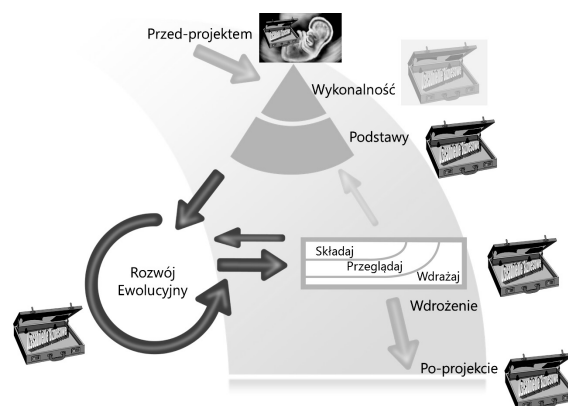 Przed-projektem
Wykonalność
Podstawy
Składaj
Przeglądaj
Wdrażaj
Rozwój
Ewolucyjny
Wdrożenie
Po-projekcie